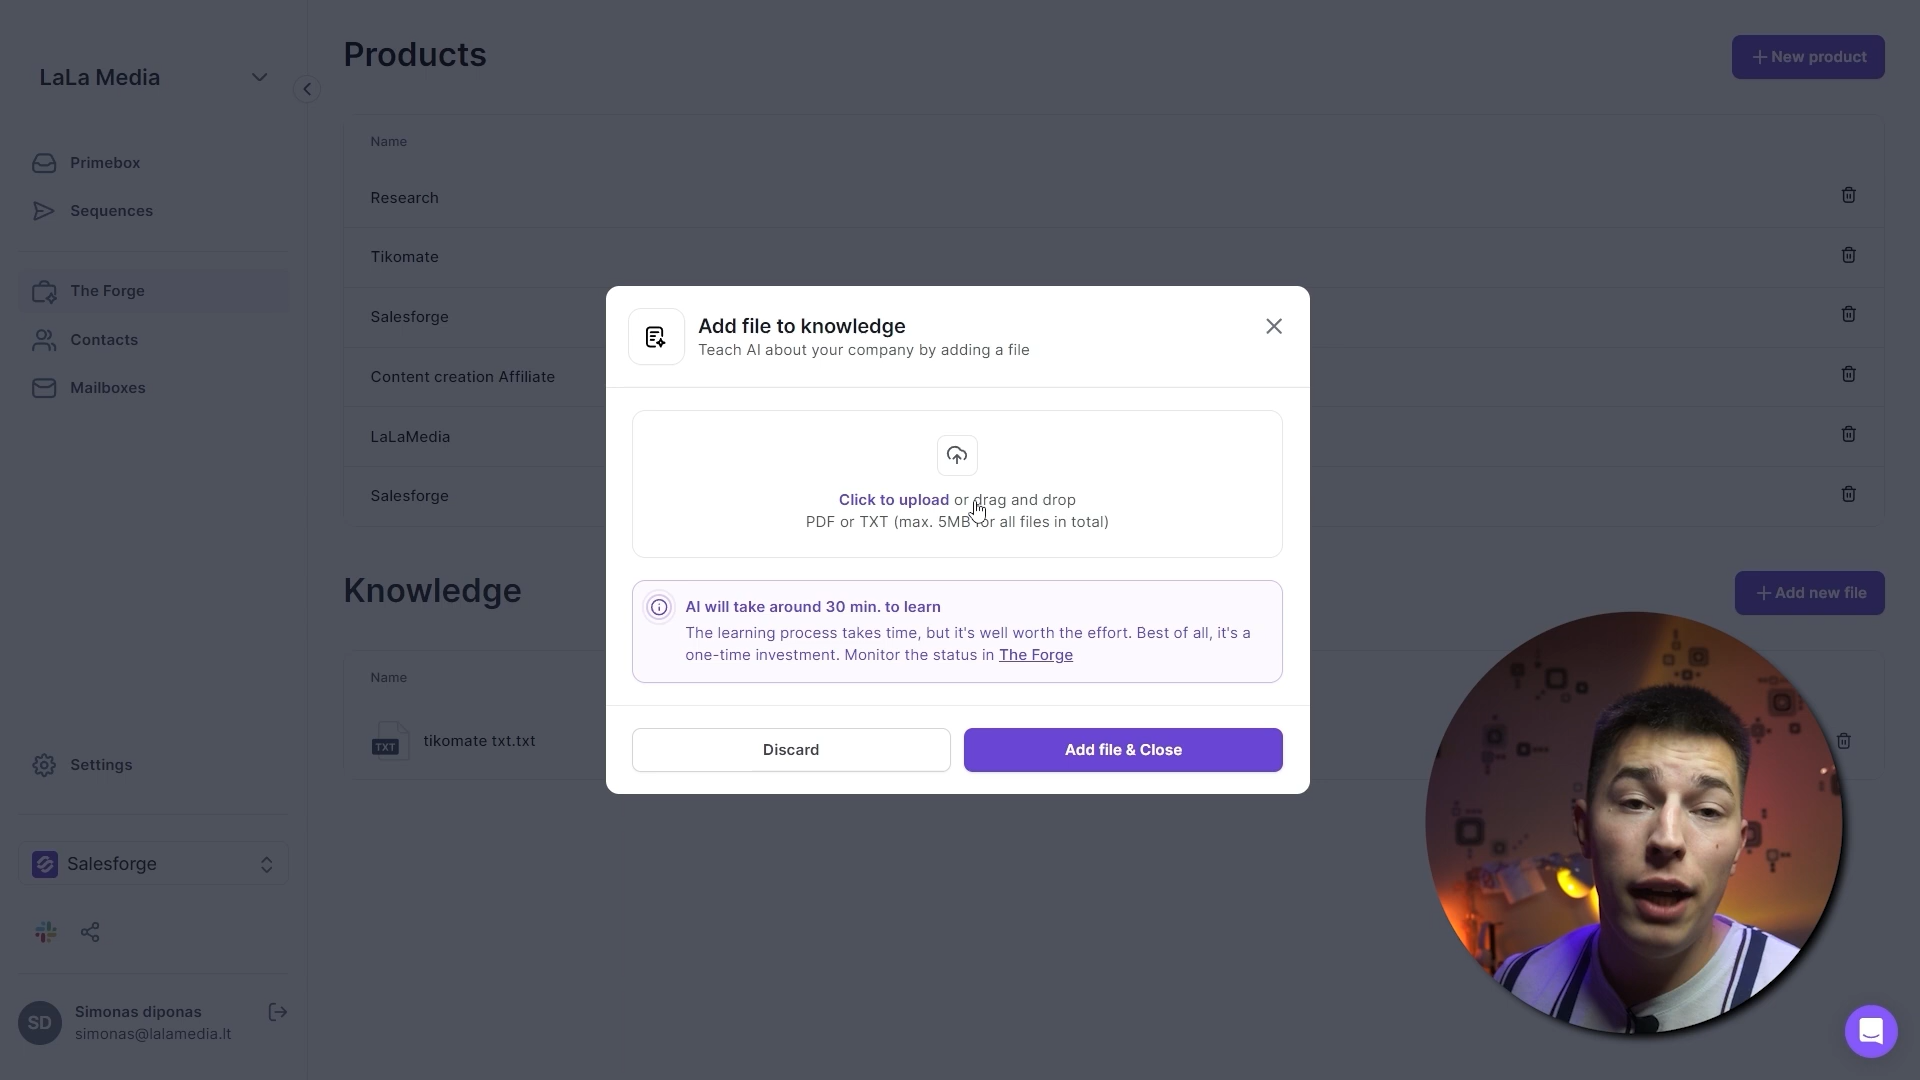 LaLa Media
Primebox
Sequences
The Forge
Contacts
Mailboxes
Settings
Salesforge
SD
Simonas diponas
simonas@lalamedia.lt
Products
New product
Name
Research
Tikomate
Salesforge
Content creation Affiliate
LaLaMedia
Salesforge
Knowledge
Add new file
Name
TXT
tikomate txt.txt
Add file to knowledge
Teach AI about your company by adding a file
Click to upload or drag and drop
PDF or TXT (max. 5MB for all files in total)
AI will take around 30 min. to learn
The learning process takes time, but it's well worth the effort. Best of all, it's a
one-time investment. Monitor the status in The Forge
Discard
Add file & Close